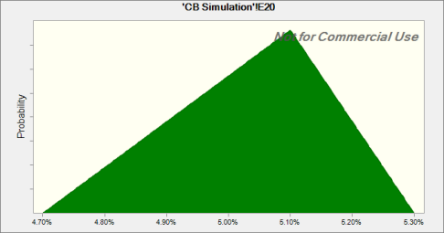 'CB Simulation'!E20
Not for Commercial Use
Probability
4.70% 4.80% 4.90% 5.00% 5.10% 5.20% 5.30%